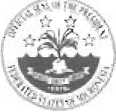 OFFICIAL SEAL OF THE PRESIDENT
FEDERATED STATES OF MICRONESIA